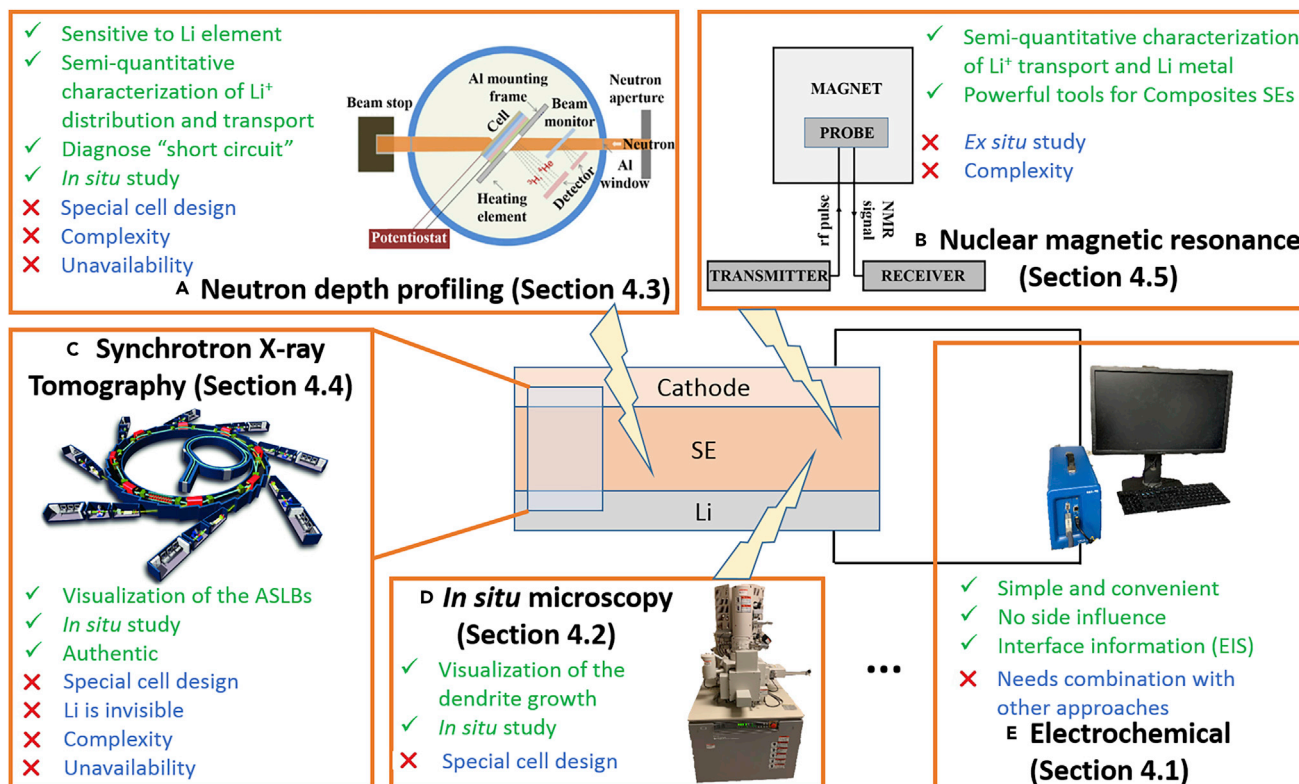 ✓ Sensitive to Li element
✓ Semi-quantitative
characterization of Li⁺
distribution and transport
✓ Diagnose “short circuit”
✓ In situ study
✗ Special cell design
✗ Complexity
✗ Unavailability
Beam stop
Al mounting
frame
Cell
Beam
monitor
Neutron
aperture
Neutron
Al
window
³H, ⁴He
Detector
Heating
element
Potentiostat
A Neutron depth profiling (Section 4.3)
MAGNET
PROBE
rf pulse
NMR
signal
TRANSMITTER
RECEIVER
✓ Semi-quantitative characterization
of Li⁺ transport and Li metal
✓ Powerful tools for Composites SEs
✗ Ex situ study
✗ Complexity
B Nuclear magnetic resonance
(Section 4.5)
C Synchrotron X-ray
Tomography (Section 4.4)
✓ Visualization of the ASLBs
✓ In situ study
✓ Authentic
✗ Special cell design
✗ Li is invisible
✗ Complexity
✗ Unavailability
Cathode
SE
Li
D In situ microscopy
(Section 4.2)
✓ Visualization of the
dendrite growth
✓ In situ study
✗ Special cell design
...
✓ Simple and convenient
✓ No side influence
✓ Interface information (EIS)
✗ Needs combination with
other approaches
E Electrochemical
(Section 4.1)